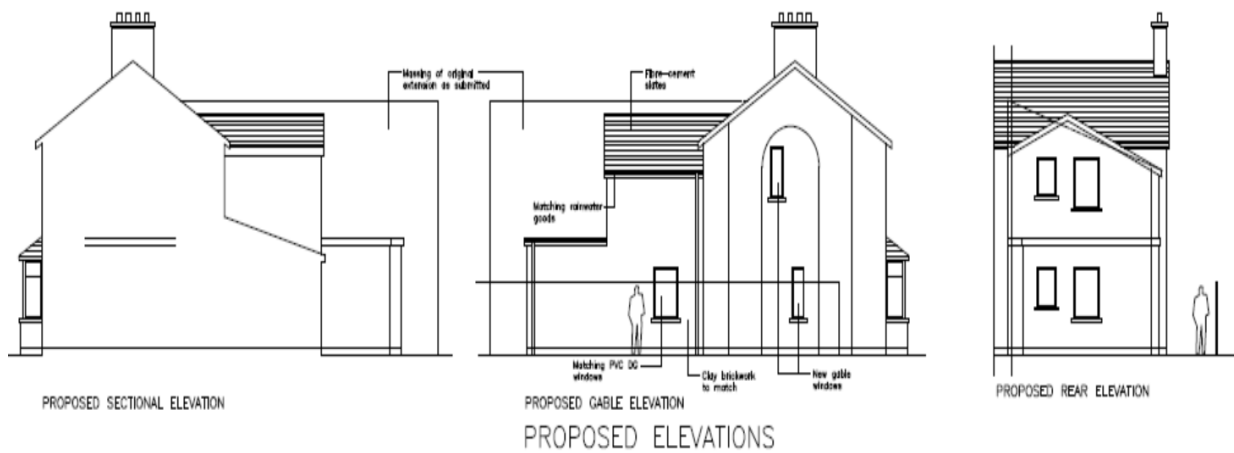 Massing of original
extension as submitted
Fibre-cement
slates
Matching rainwater
goods
Matching PVC DG
windows
Clay brickwork
to match
New gable
windows
PROPOSED SECTIONAL ELEVATION
PROPOSED GABLE ELEVATION
PROPOSED REAR ELEVATION
PROPOSED ELEVATIONS